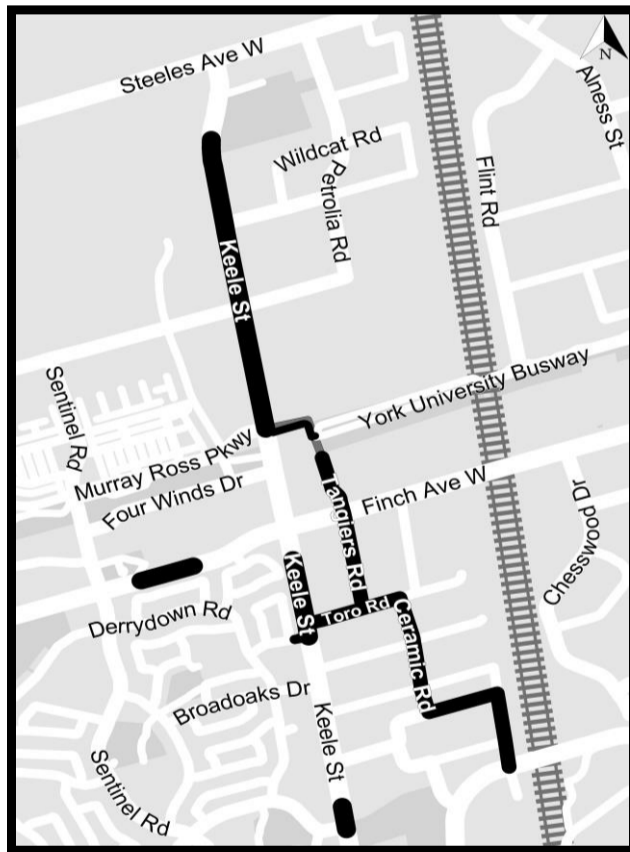 Steeles Ave W
N
Alness St
Wildcat Rd
Petrolia Rd
Flint Rd
Keele St
Sentinel Rd
York University Busway
Murray Ross Pkwy
Four Winds Dr
Finch Ave W
Tangiers Rd
Chesswood Dr
Keele St
Toro Rd
Derrydown Rd
Ceramic Rd
Broadoaks Dr
Keele St
Sentinel Rd